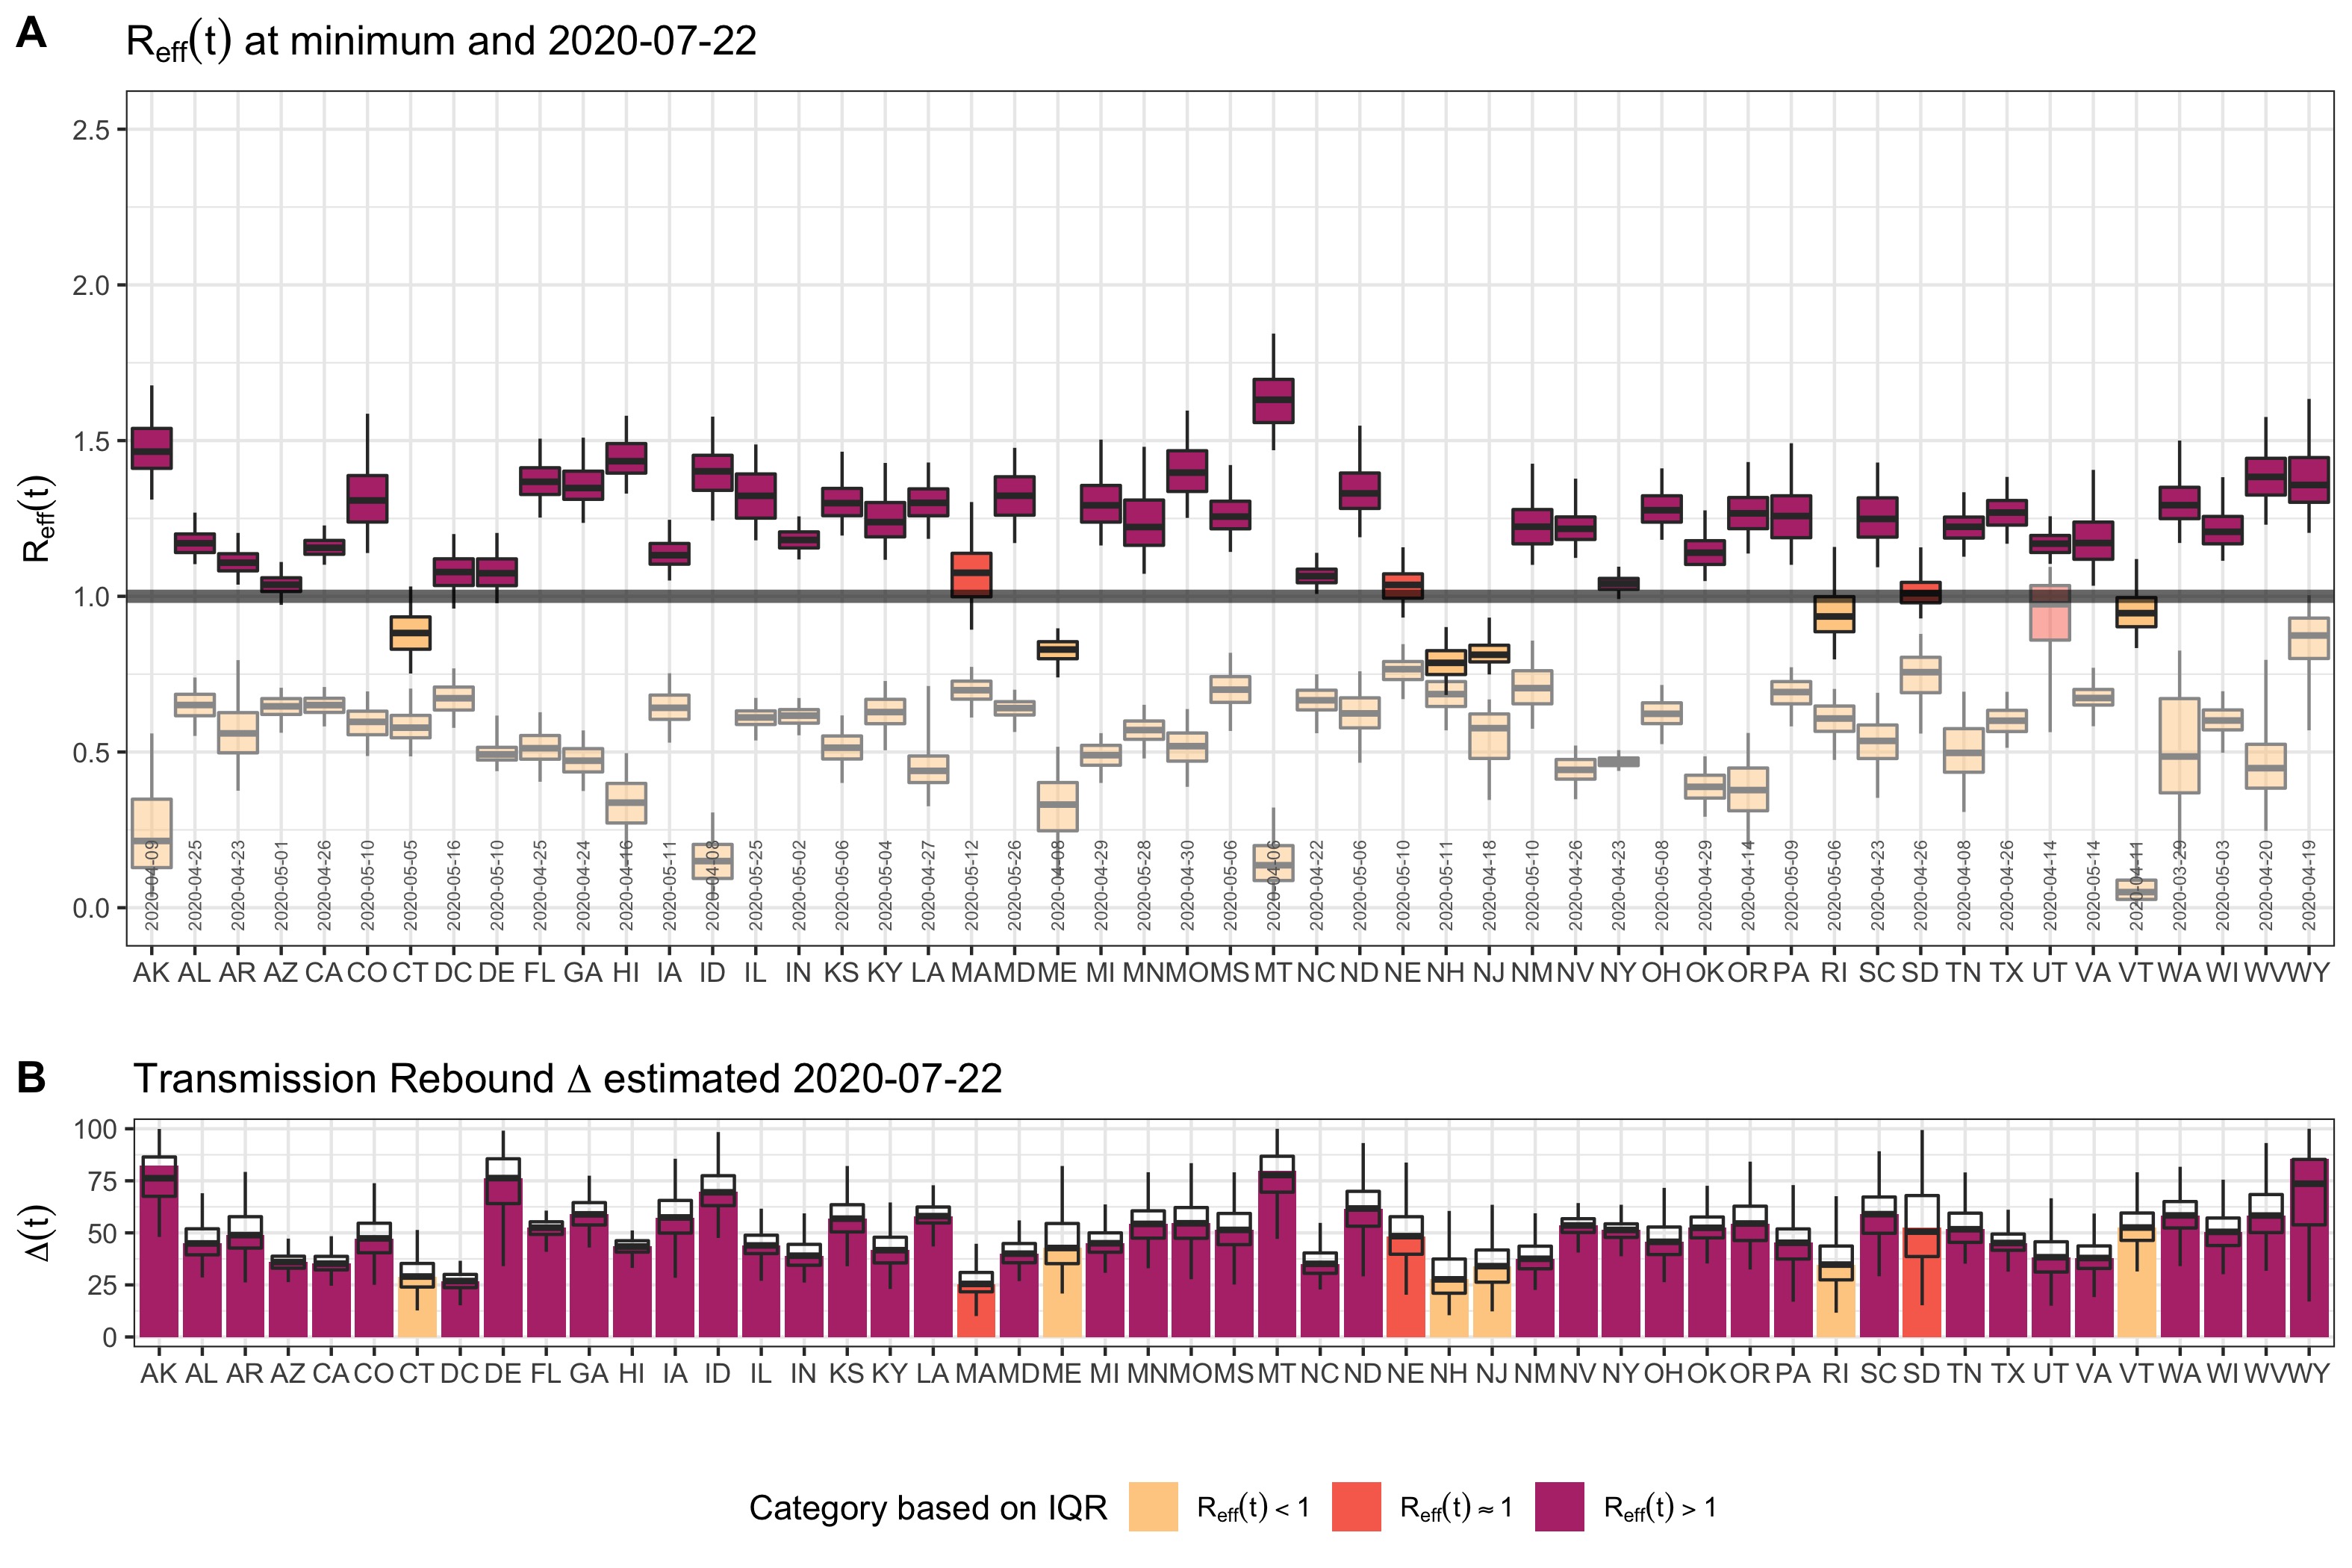 A
Reff(t) at minimum and 2020-07-22
Reff(t)
2.5
2.0
1.5
1.0
0.5
0.0
2020-04-09 2020-04-25 2020-04-23 2020-05-01 2020-04-26 2020-05-10 2020-05-05 2020-05-16 2020-05-10 2020-04-25 2020-04-24 2020-04-16 2020-05-11 2020-04-08 2020-05-25 2020-05-02 2020-05-06 2020-05-04 2020-04-27 2020-05-12 2020-05-26 2020-04-08 2020-04-29 2020-05-28 2020-04-30 2020-05-06 2020-04-06 2020-04-22 2020-05-06 2020-05-10 2020-05-11 2020-04-18 2020-05-10 2020-04-26 2020-04-23 2020-05-08 2020-04-29 2020-04-14 2020-05-09 2020-05-06 2020-04-23 2020-04-26 2020-04-08 2020-04-26 2020-04-14 2020-05-14 2020-04-11 2020-03-29 2020-05-03 2020-04-20 2020-04-19
AK AL AR AZ CA CO CT DC DE FL GA HI IA ID IL IN KS KY LA MA MD ME MI MN MO MS MT NC ND NE NH NJ NM NV NY OH OK OR PA RI SC SD TN TX UT VA VT WA WI WV WY
B
Transmission Rebound Δ estimated 2020-07-22
Δ(t)
100
75
50
25
0
AK AL AR AZ CA CO CT DC DE FL GA HI IA ID IL IN KS KY LA MA MD ME MI MN MO MS MT NC ND NE NH NJ NM NV NY OH OK OR PA RI SC SD TN TX UT VA VT WA WI WV WY
Category based on IQR Reff(t) < 1 Reff(t) ≈ 1 Reff(t) > 1